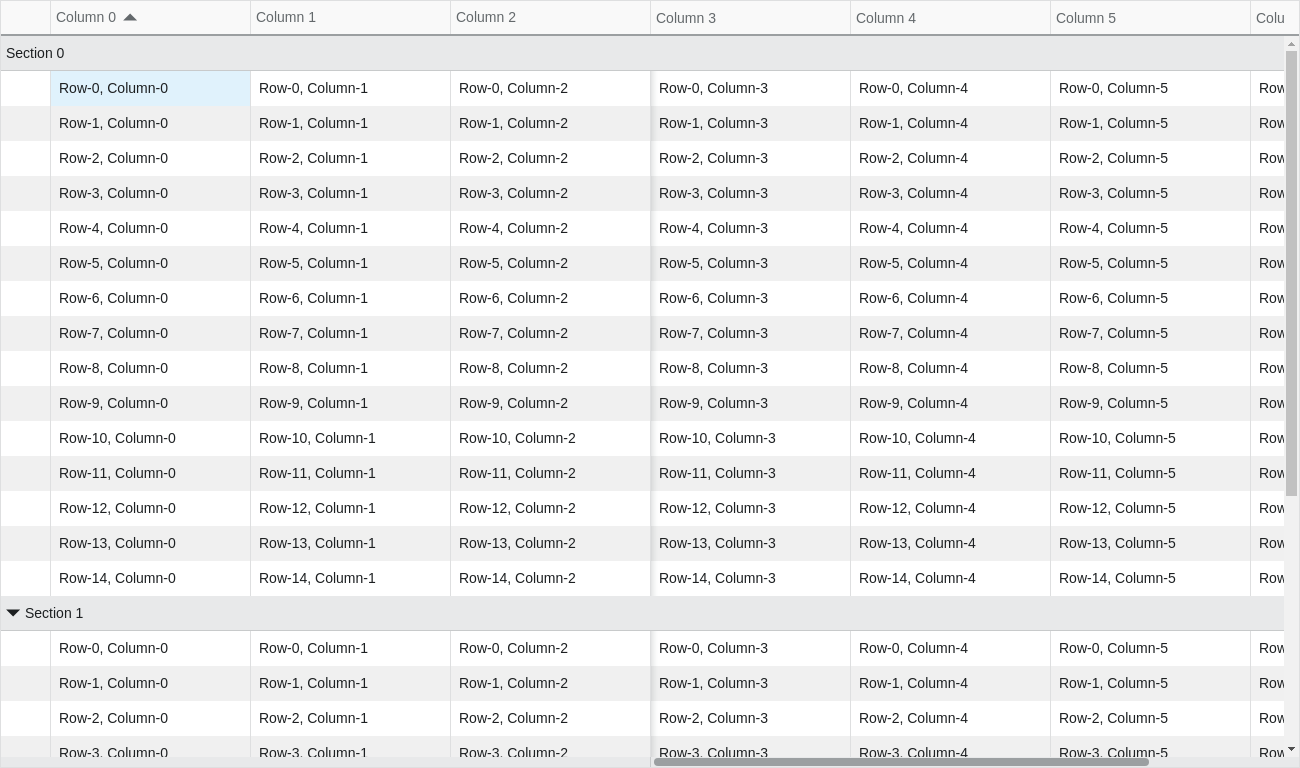 Column 0 Column 1 Column 2 Column 3 Column 4 Column 5 Colu
Section 0
Row-0, Column-0 Row-0, Column-1 Row-0, Column-2 Row-0, Column-3 Row-0, Column-4 Row-0, Column-5 Row
Row-1, Column-0 Row-1, Column-1 Row-1, Column-2 Row-1, Column-3 Row-1, Column-4 Row-1, Column-5 Row
Row-2, Column-0 Row-2, Column-1 Row-2, Column-2 Row-2, Column-3 Row-2, Column-4 Row-2, Column-5 Row
Row-3, Column-0 Row-3, Column-1 Row-3, Column-2 Row-3, Column-3 Row-3, Column-4 Row-3, Column-5 Row
Row-4, Column-0 Row-4, Column-1 Row-4, Column-2 Row-4, Column-3 Row-4, Column-4 Row-4, Column-5 Row
Row-5, Column-0 Row-5, Column-1 Row-5, Column-2 Row-5, Column-3 Row-5, Column-4 Row-5, Column-5 Row
Row-6, Column-0 Row-6, Column-1 Row-6, Column-2 Row-6, Column-3 Row-6, Column-4 Row-6, Column-5 Row
Row-7, Column-0 Row-7, Column-1 Row-7, Column-2 Row-7, Column-3 Row-7, Column-4 Row-7, Column-5 Row
Row-8, Column-0 Row-8, Column-1 Row-8, Column-2 Row-8, Column-3 Row-8, Column-4 Row-8, Column-5 Row
Row-9, Column-0 Row-9, Column-1 Row-9, Column-2 Row-9, Column-3 Row-9, Column-4 Row-9, Column-5 Row
Row-10, Column-0 Row-10, Column-1 Row-10, Column-2 Row-10, Column-3 Row-10, Column-4 Row-10, Column-5 Row
Row-11, Column-0 Row-11, Column-1 Row-11, Column-2 Row-11, Column-3 Row-11, Column-4 Row-11, Column-5 Row
Row-12, Column-0 Row-12, Column-1 Row-12, Column-2 Row-12, Column-3 Row-12, Column-4 Row-12, Column-5 Row
Row-13, Column-0 Row-13, Column-1 Row-13, Column-2 Row-13, Column-3 Row-13, Column-4 Row-13, Column-5 Row
Row-14, Column-0 Row-14, Column-1 Row-14, Column-2 Row-14, Column-3 Row-14, Column-4 Row-14, Column-5 Row
Section 1
Row-0, Column-0 Row-0, Column-1 Row-0, Column-2 Row-0, Column-3 Row-0, Column-4 Row-0, Column-5 Row
Row-1, Column-0 Row-1, Column-1 Row-1, Column-2 Row-1, Column-3 Row-1, Column-4 Row-1, Column-5 Row
Row-2, Column-0 Row-2, Column-1 Row-2, Column-2 Row-2, Column-3 Row-2, Column-4 Row-2, Column-5 Row
Row-3, Column-0 Row-3, Column-1 Row-3, Column-2 Row-3, Column-3 Row-3, Column-4 Row-3, Column-5 Row